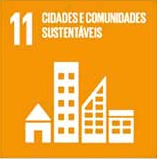 11 CIDADES E COMUNIDADES
SUSTENTÁVEIS